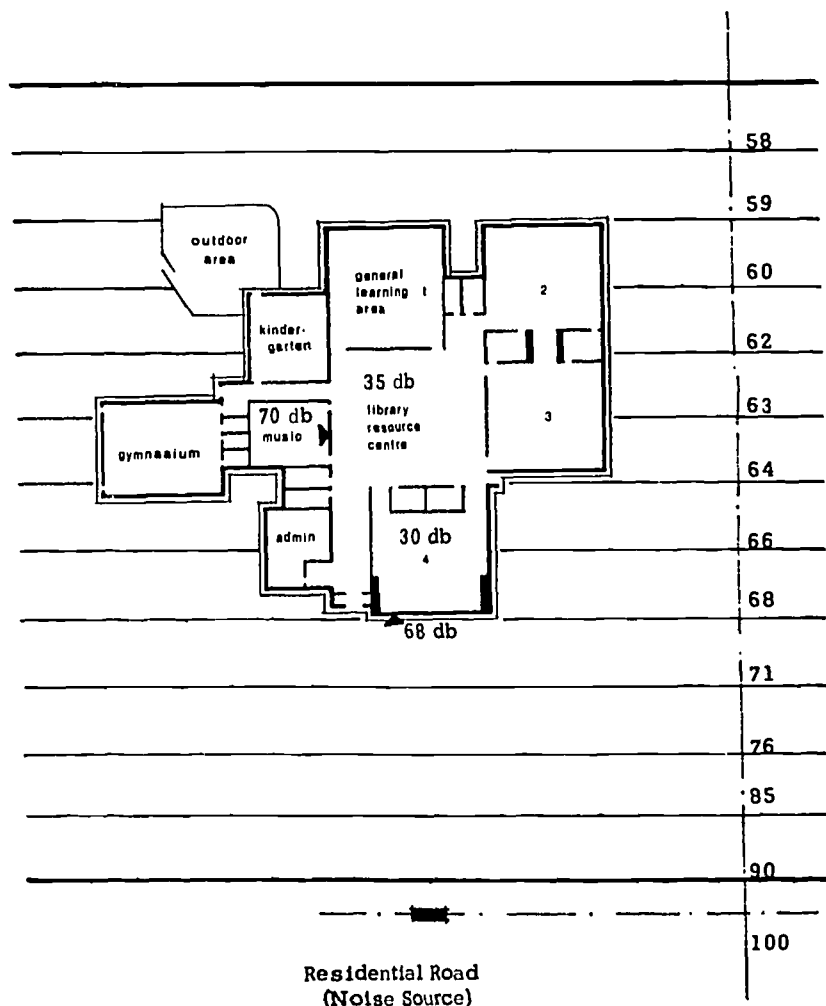 58
59
outdoor
area
60
general
learning t
area
2
kinder-
garten
62
35 db
70 db
music
library
resource
centre
63
3
gymnasium
64
admin
30 db
4
66
68
68 db
71
76
85
90
100
Residential Road
(Noise Source)